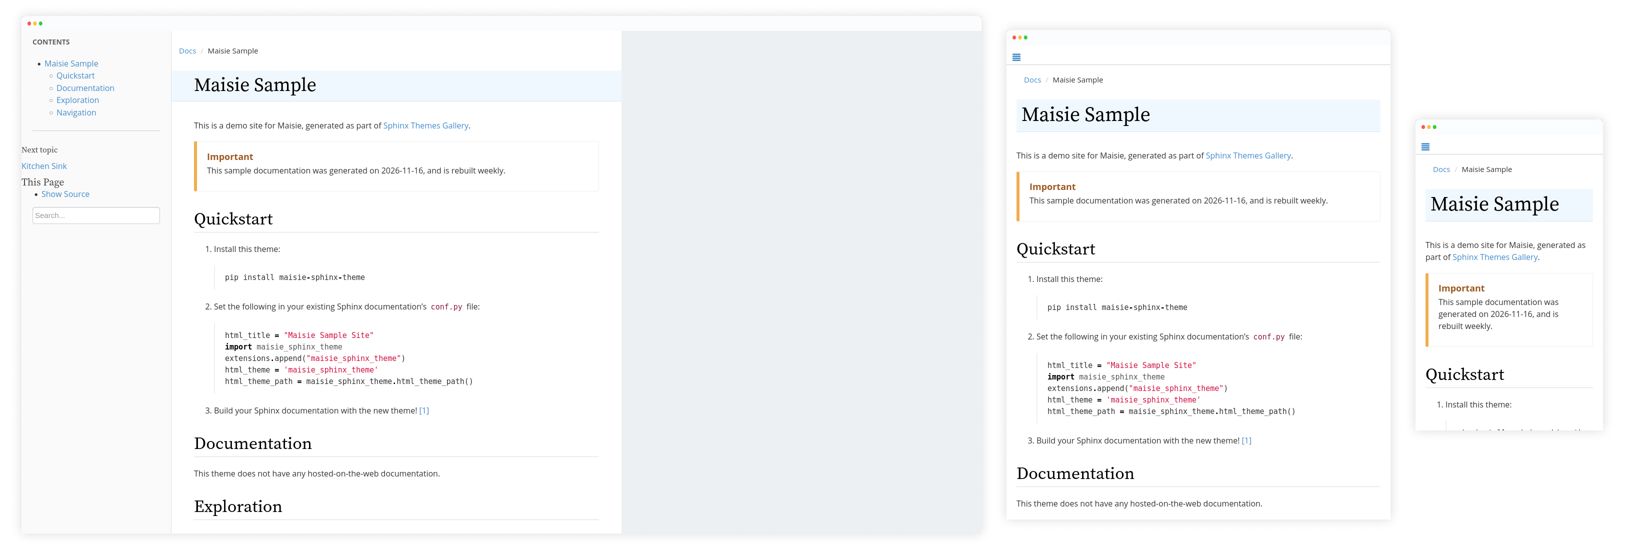 CONTENTS
Maisie Sample
Quickstart
Documentation
Exploration
Navigation
Next topic
Kitchen Sink
This Page
Show Source
Search...
Docs / Maisie Sample
Maisie Sample
This is a demo site for Maisie, generated as part of Sphinx Themes Gallery.
Important
This sample documentation was generated on 2026-11-16, and is rebuilt weekly.
Quickstart
1. Install this theme:
pip install maisie-sphinx-theme
2. Set the following in your existing Sphinx documentation's conf.py file:
html_title = "Maisie Sample Site"
import maisie_sphinx_theme
extensions.append("maisie_sphinx_theme")
html_theme = 'maisie_sphinx_theme'
html_theme_path = maisie_sphinx_theme.html_theme_path()
3. Build your Sphinx documentation with the new theme! [1]
Documentation
This theme does not have any hosted-on-the-web documentation.
Exploration
Docs / Maisie Sample
Maisie Sample
This is a demo site for Maisie, generated as part of Sphinx Themes Gallery.
Important
This sample documentation was generated on 2026-11-16, and is rebuilt weekly.
Quickstart
1. Install this theme:
pip install maisie-sphinx-theme
2. Set the following in your existing Sphinx documentation's conf.py file:
html_title = "Maisie Sample Site"
import maisie_sphinx_theme
extensions.append("maisie_sphinx_theme")
html_theme = 'maisie_sphinx_theme'
html_theme_path = maisie_sphinx_theme.html_theme_path()
3. Build your Sphinx documentation with the new theme! [1]
Documentation
This theme does not have any hosted-on-the-web documentation.
Docs / Maisie Sample
Maisie Sample
This is a demo site for Maisie, generated as
part of Sphinx Themes Gallery.
Important
This sample documentation was
generated on 2026-11-16, and is
rebuilt weekly.
Quickstart
1. Install this theme: